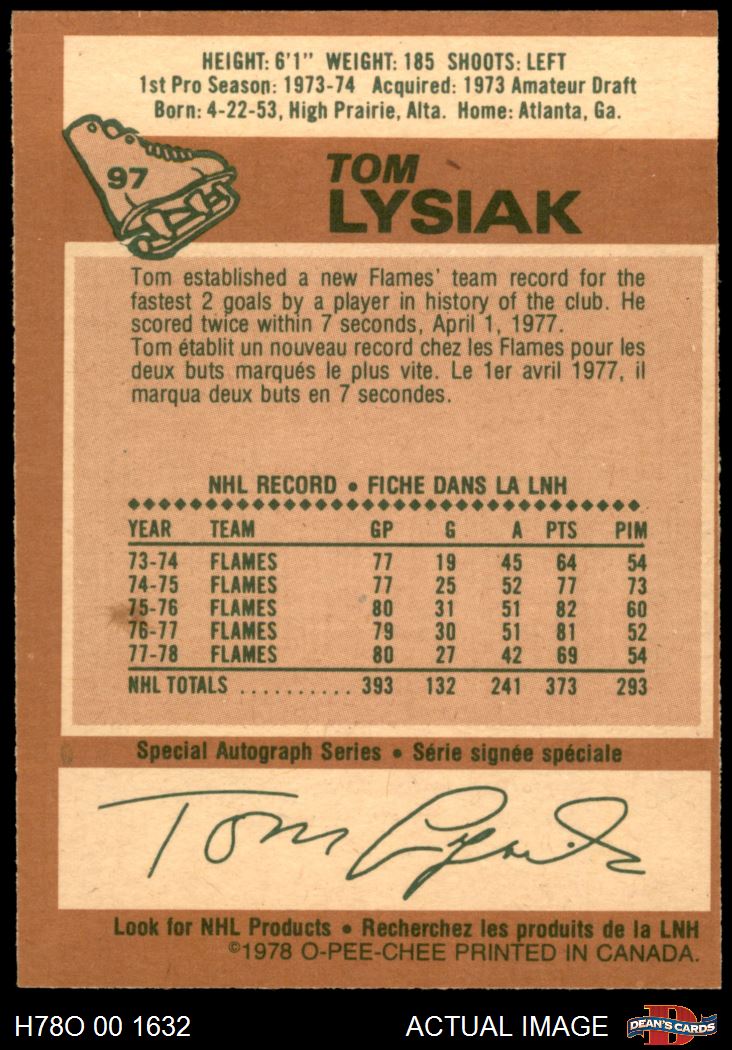 HEIGHT: 6'1" WEIGHT: 185 SHOOTS: LEFT
1st Pro Season: 1973-74 Acquired: 1973 Amateur Draft
Born: 4-22-53, High Prairie, Alta. Home: Atlanta, Ga.
97
TOM
LYSIAK
Tom established a new Flames' team record for the
fastest 2 goals by a player in history of the club. He
scored twice within 7 seconds, April 1, 1977.
Tom établit un nouveau record chez les Flames pour les
deux buts marqués le plus vite. Le 1er avril 1977, il
marqua deux buts en 7 secondes.
NHL RECORD • FICHE DANS LA LNH
YEAR TEAM GP G A PTS PIM
73-74 FLAMES 77 19 45 64 54
74-75 FLAMES 77 25 52 77 73
75-76 FLAMES 80 31 51 82 60
76-77 FLAMES 79 30 51 81 52
77-78 FLAMES 80 27 42 69 54
NHL TOTALS .......... 393 132 241 373 293
Special Autograph Series • Série signée spéciale
Tom Lysiak
Look for NHL Products • Recherchez les produits de la LNH
©1978 O-PEE-CHEE PRINTED IN CANADA.
H78O 00 1632 ACTUAL IMAGE DEAN'S CARDS